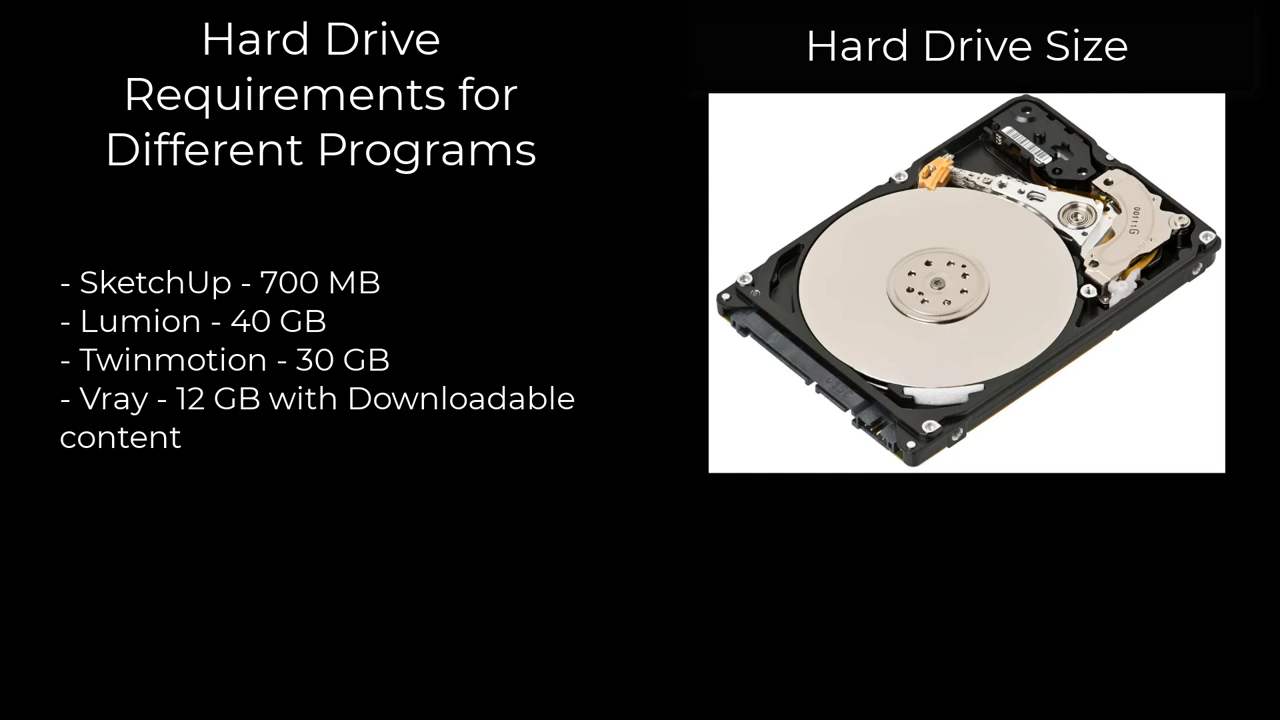 Hard Drive
Requirements for
Different Programs
- SketchUp - 700 MB
- Lumion - 40 GB
- Twinmotion - 30 GB
- Vray - 12 GB with Downloadable
content
Hard Drive Size
00111G